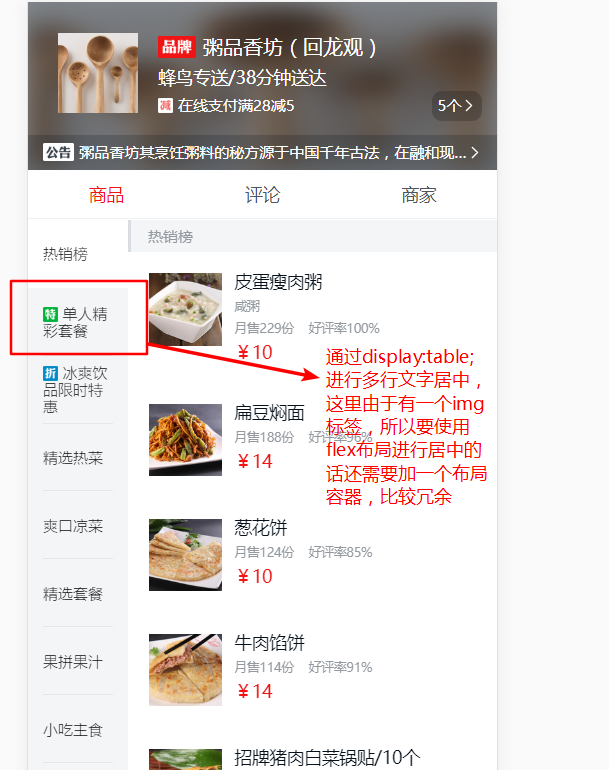 品牌 粥品香坊（回龙观）
蜂鸟专送/38分钟送达
减 在线支付满28减5
5个
公告 粥品香坊其烹饪粥料的秘方源于中国千年古法，在融和现...
商品 评论 商家
热销榜
热销榜
特 单人精
彩套餐
折 冰爽饮
品限时特
惠
精选热菜
爽口凉菜
精选套餐
果拼果汁
小吃主食
皮蛋瘦肉粥
咸粥
月售229份 好评率100%
￥10
扁豆焖面
月售188份 好评率96%
￥14
葱花饼
月售124份 好评率85%
￥10
牛肉馅饼
月售114份 好评率91%
￥14
招牌猪肉白菜锅贴/10个
通过display:table;
进行多行文字居中，
这里由于有一个img
标签，所以要使用
flex布局进行居中的
话还需要加一个布局
容器，比较冗余